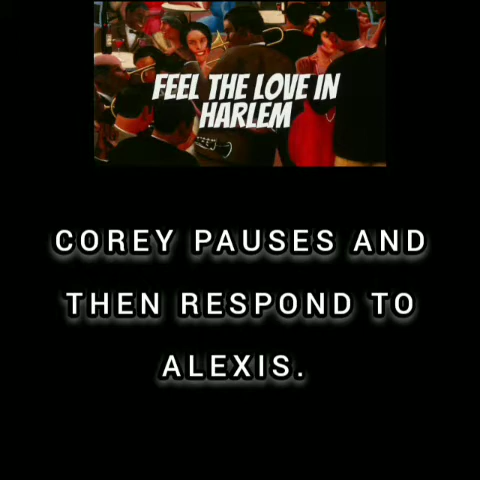 FEEL THE LOVE IN
HARLEM
COREY PAUSES AND
THEN RESPOND TO
ALEXIS.